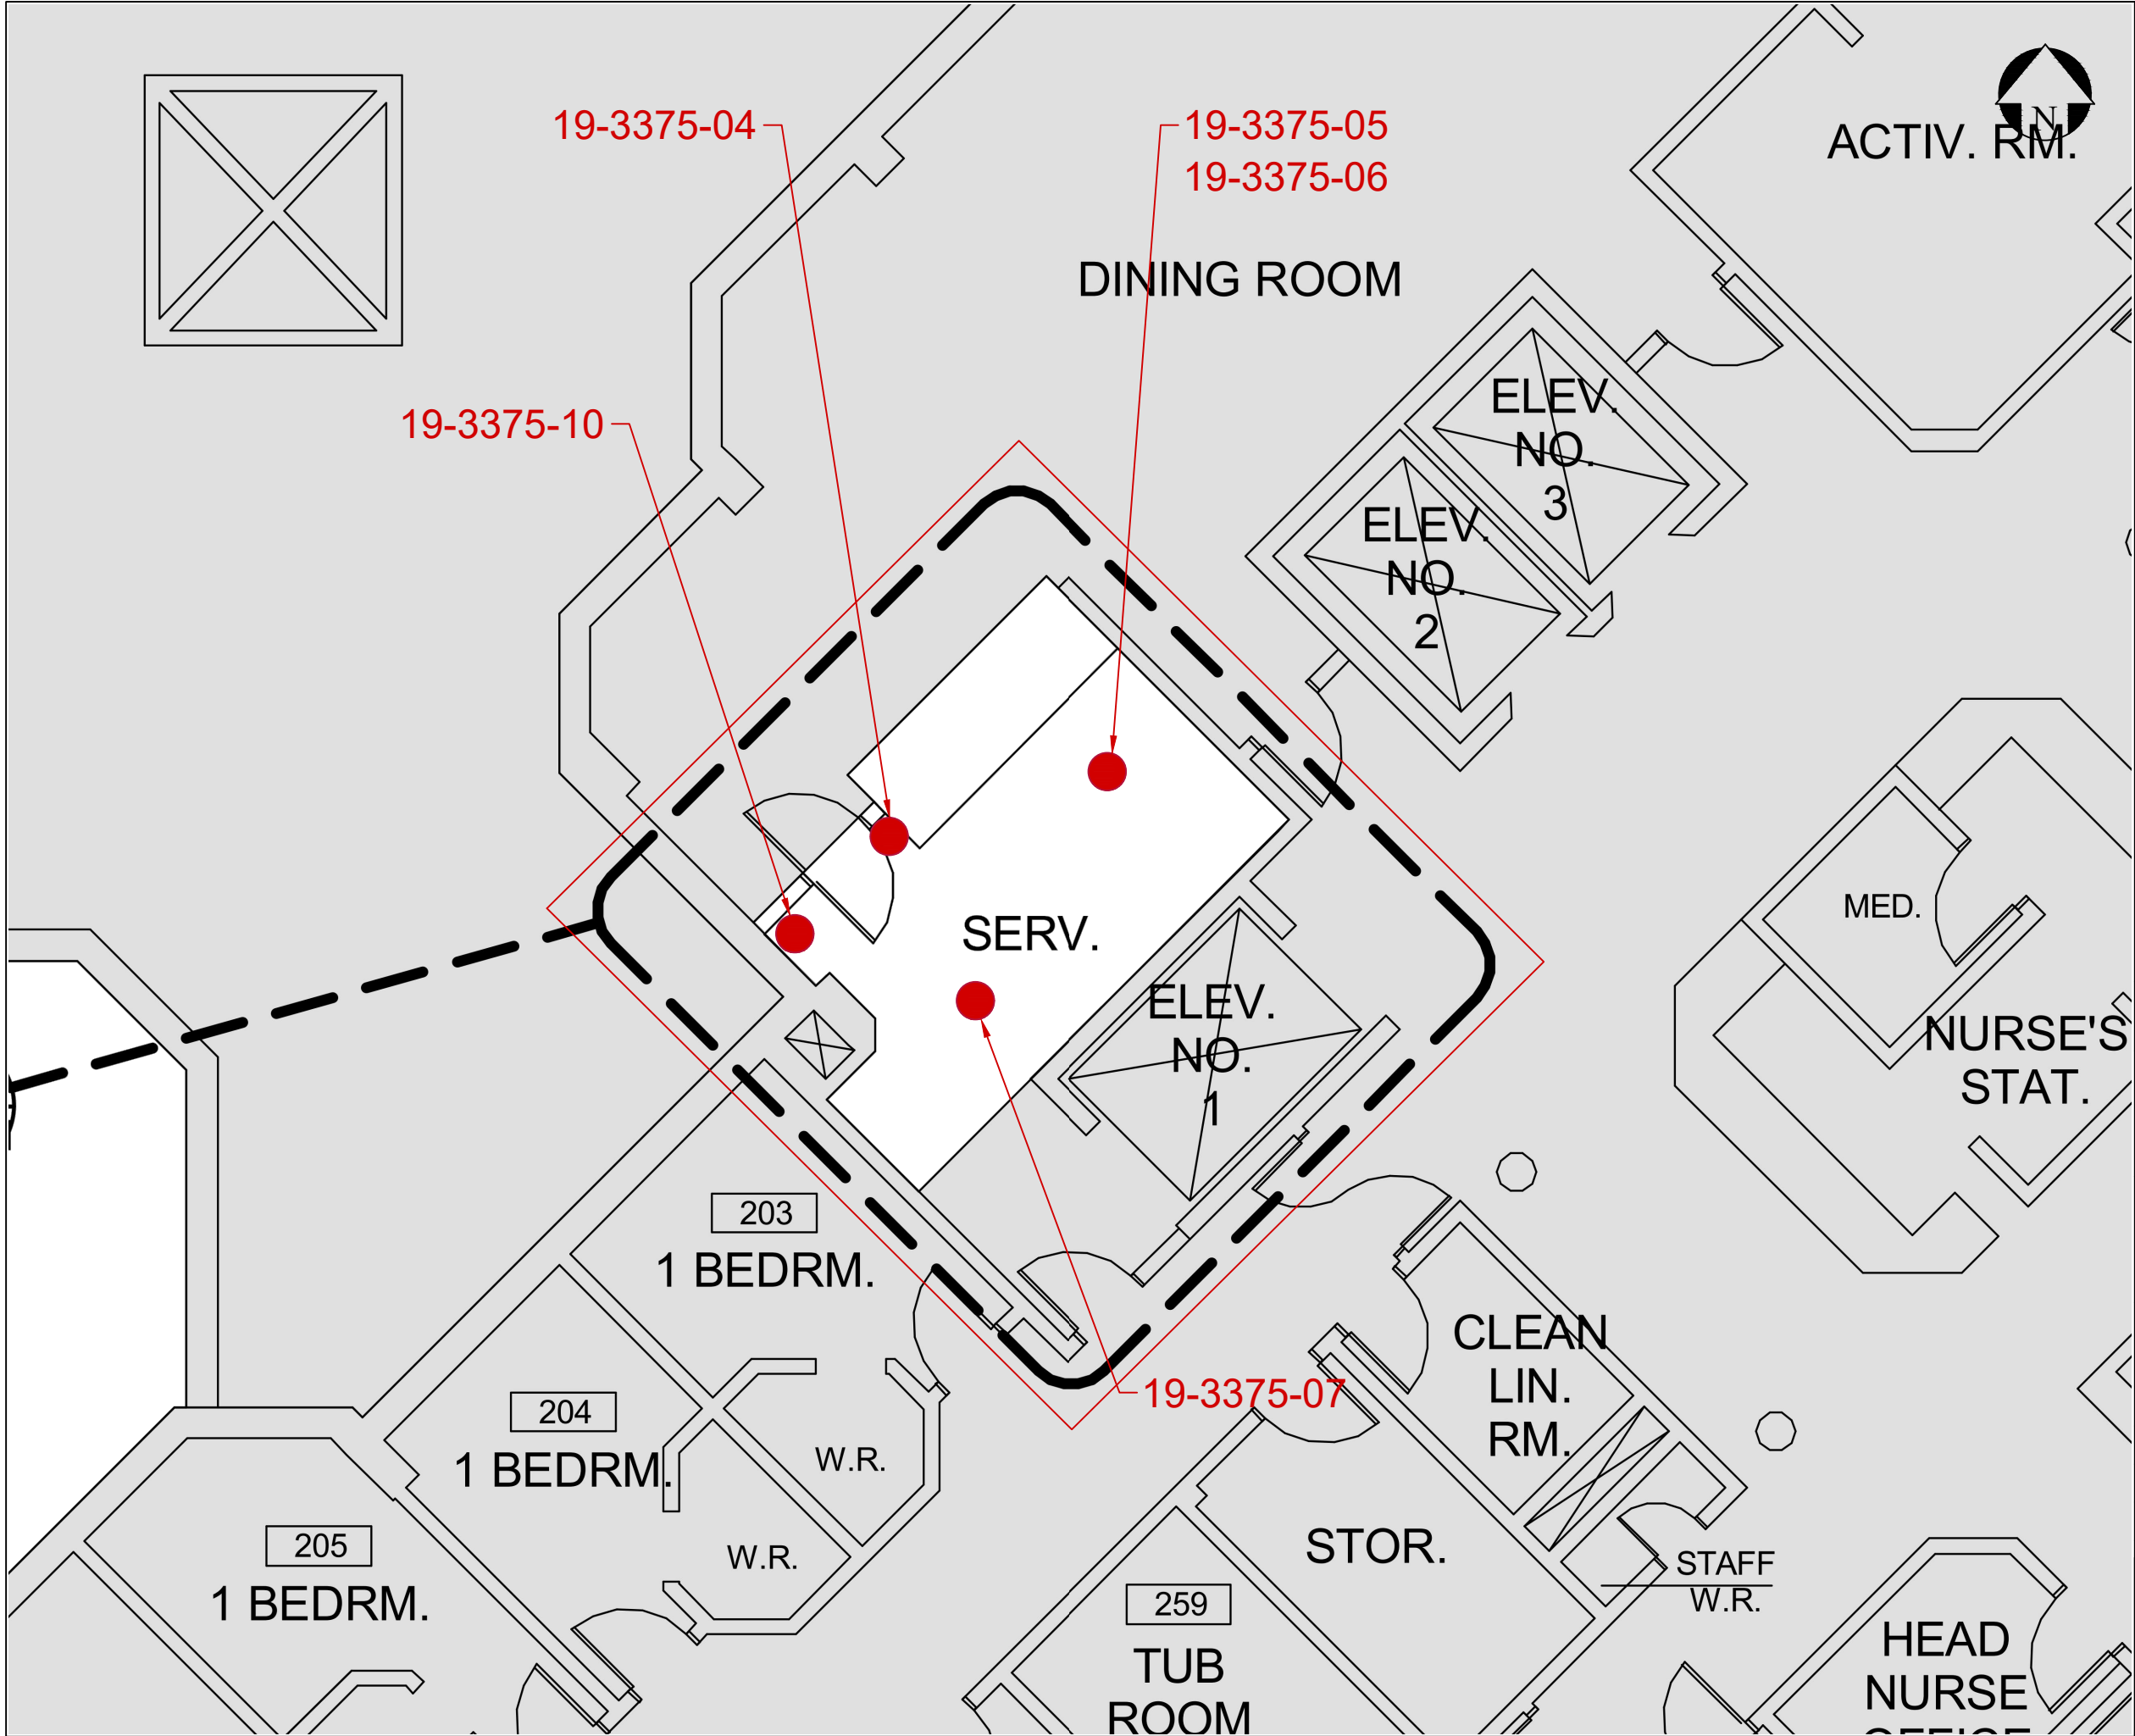 19-3375-04
19-3375-05
19-3375-06
N
ACTIV. RM.
DINING ROOM
19-3375-10
ELEV.
NO.
3
ELEV.
NO.
2
MED.
SERV.
ELEV.
NO.
1
NURSE'S
STAT.
203
1 BEDRM.
CLEAN
LIN.
RM.
19-3375-07
204
1 BEDRM.
W.R.
205
1 BEDRM.
W.R.
STOR.
STAFF
W.R.
259
TUB
ROOM
HEAD
NURSE
OFFICE